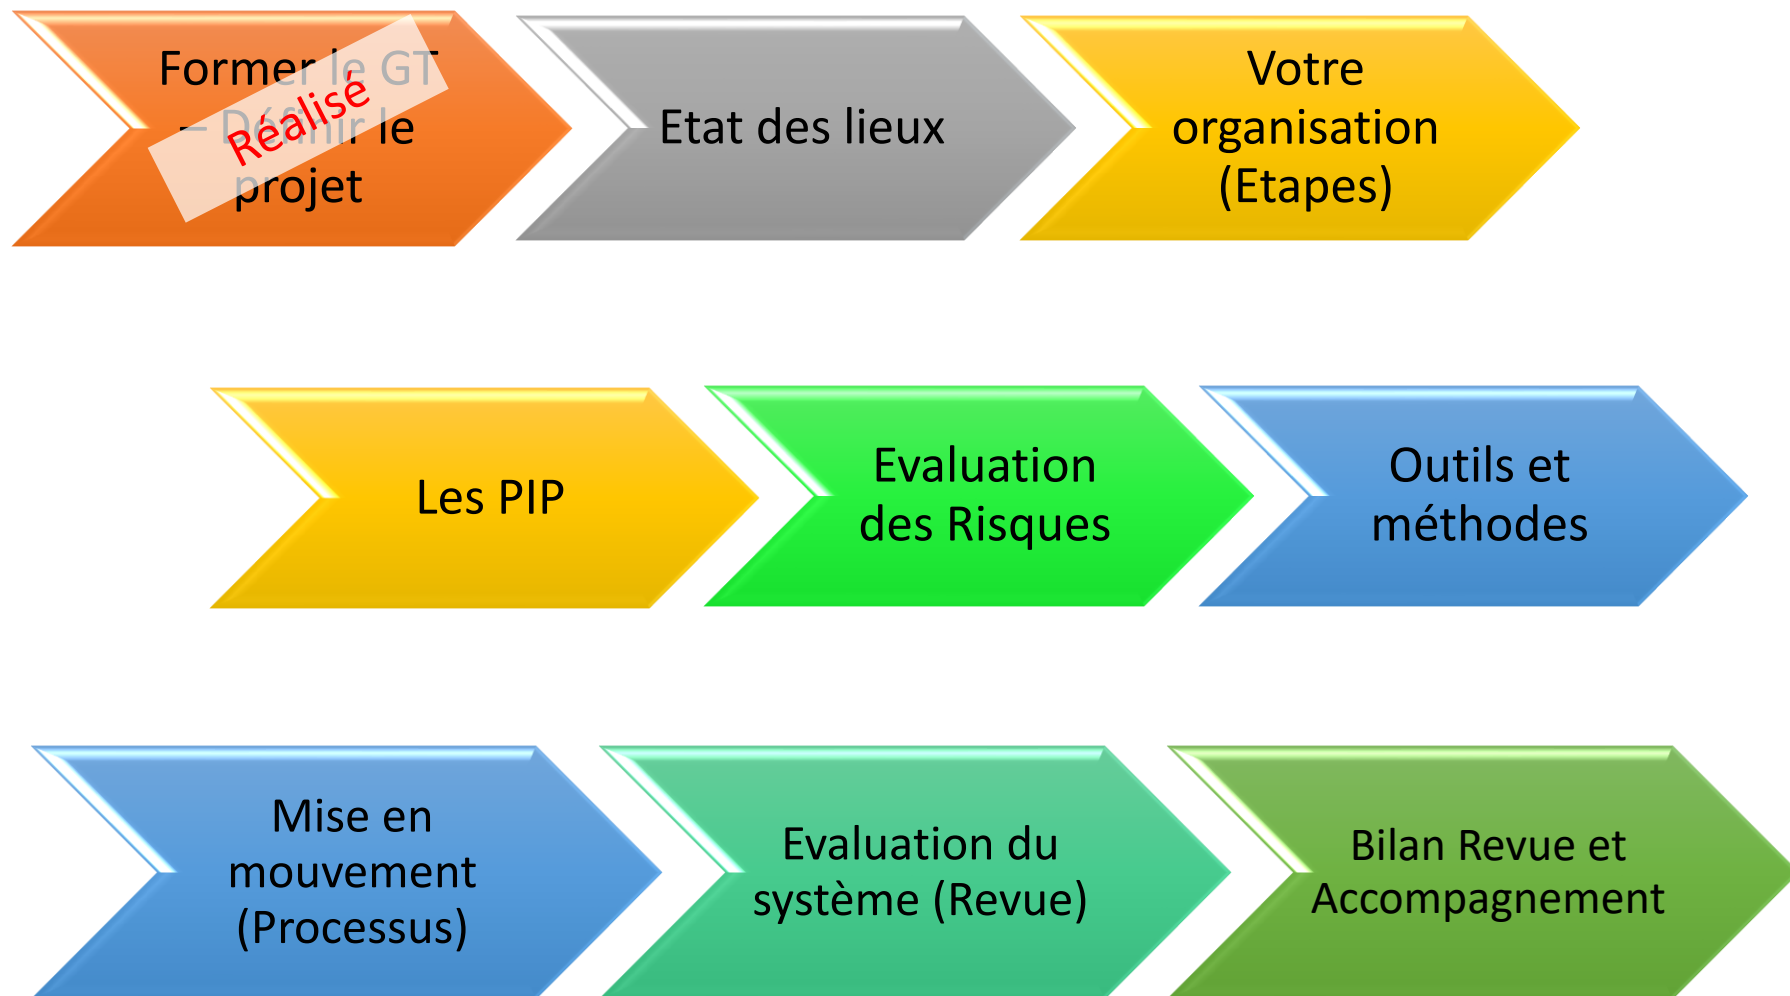 Former le GT
– Définir le
projet
Réalisé
Etat des lieux
Votre
organisation
(Etapes)
Les PIP
Evaluation
des Risques
Outils et
méthodes
Mise en
mouvement
(Processus)
Evaluation du
système (Revue)
Bilan Revue et
Accompagnement